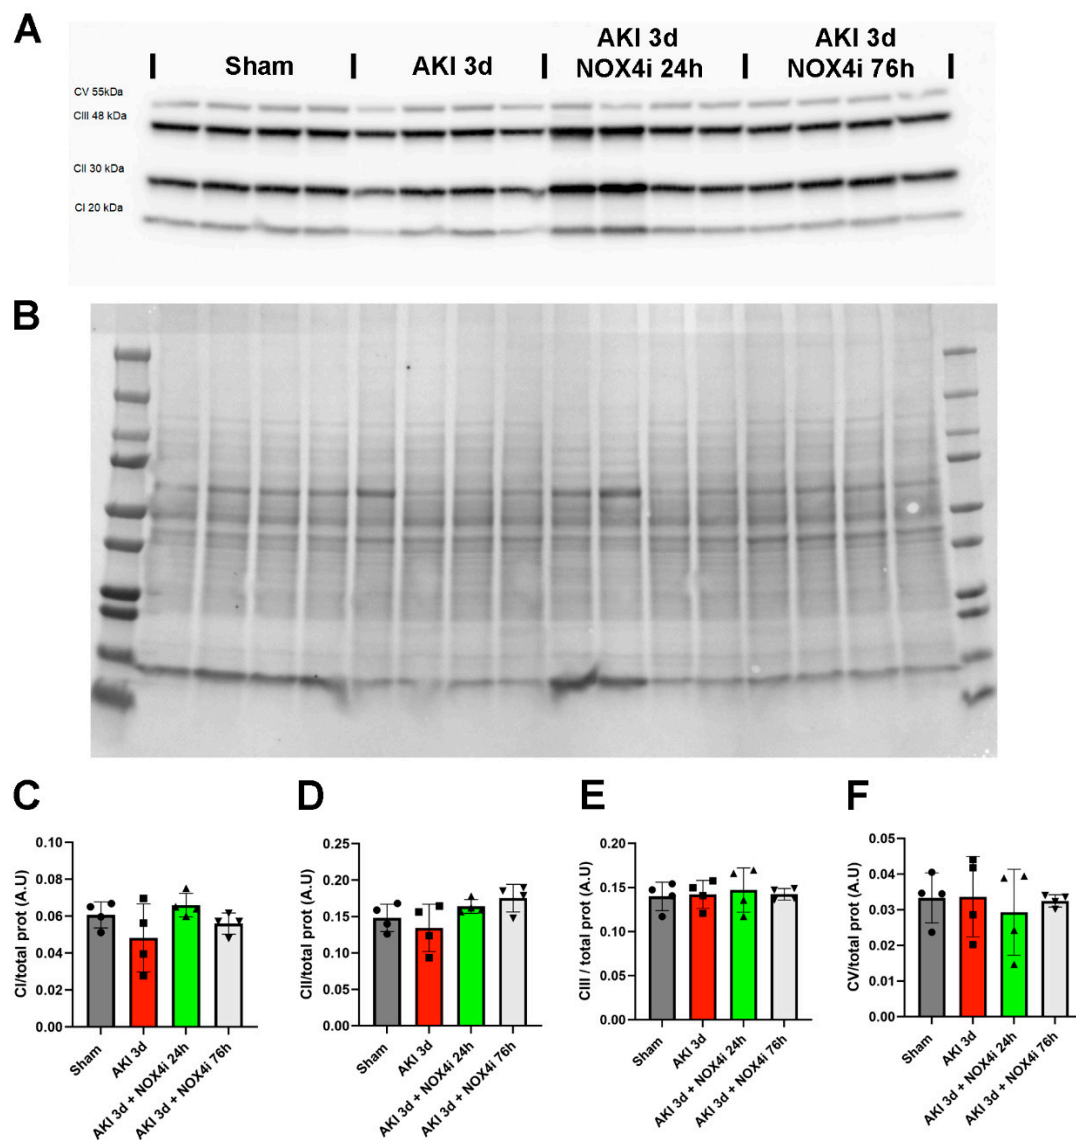 A
Sham
AKI 3d
AKI 3d
NOX4i 24h
AKI 3d
NOX4i 76h
CV 55kDa
CIII 48 kDa
CII 30 kDa
CI 20 kDa
B
C
CI/total prot (A.U)
0.10
0.08
0.06
0.04
0.02
0.00
Sham
AKI 3d
AKI 3d + NOX4i 24h
AKI 3d + NOX4i 76h
D
CII/total prot (A.U)
0.25
0.20
0.15
0.10
0.05
0.00
Sham
AKI 3d
AKI 3d + NOX4i 24h
AKI 3d + NOX4i 76h
E
CIII / total prot (A.U)
0.20
0.15
0.10
0.05
0.00
Sham
AKI 3d
AKI 3d + NOX4i 24h
AKI 3d + NOX4i 76h
F
CV/total prot (A.U)
0.05
0.04
0.03
0.02
0.01
0.00
Sham
AKI 3d
AKI 3d + NOX4i 24h
AKI 3d + NOX4i 76h